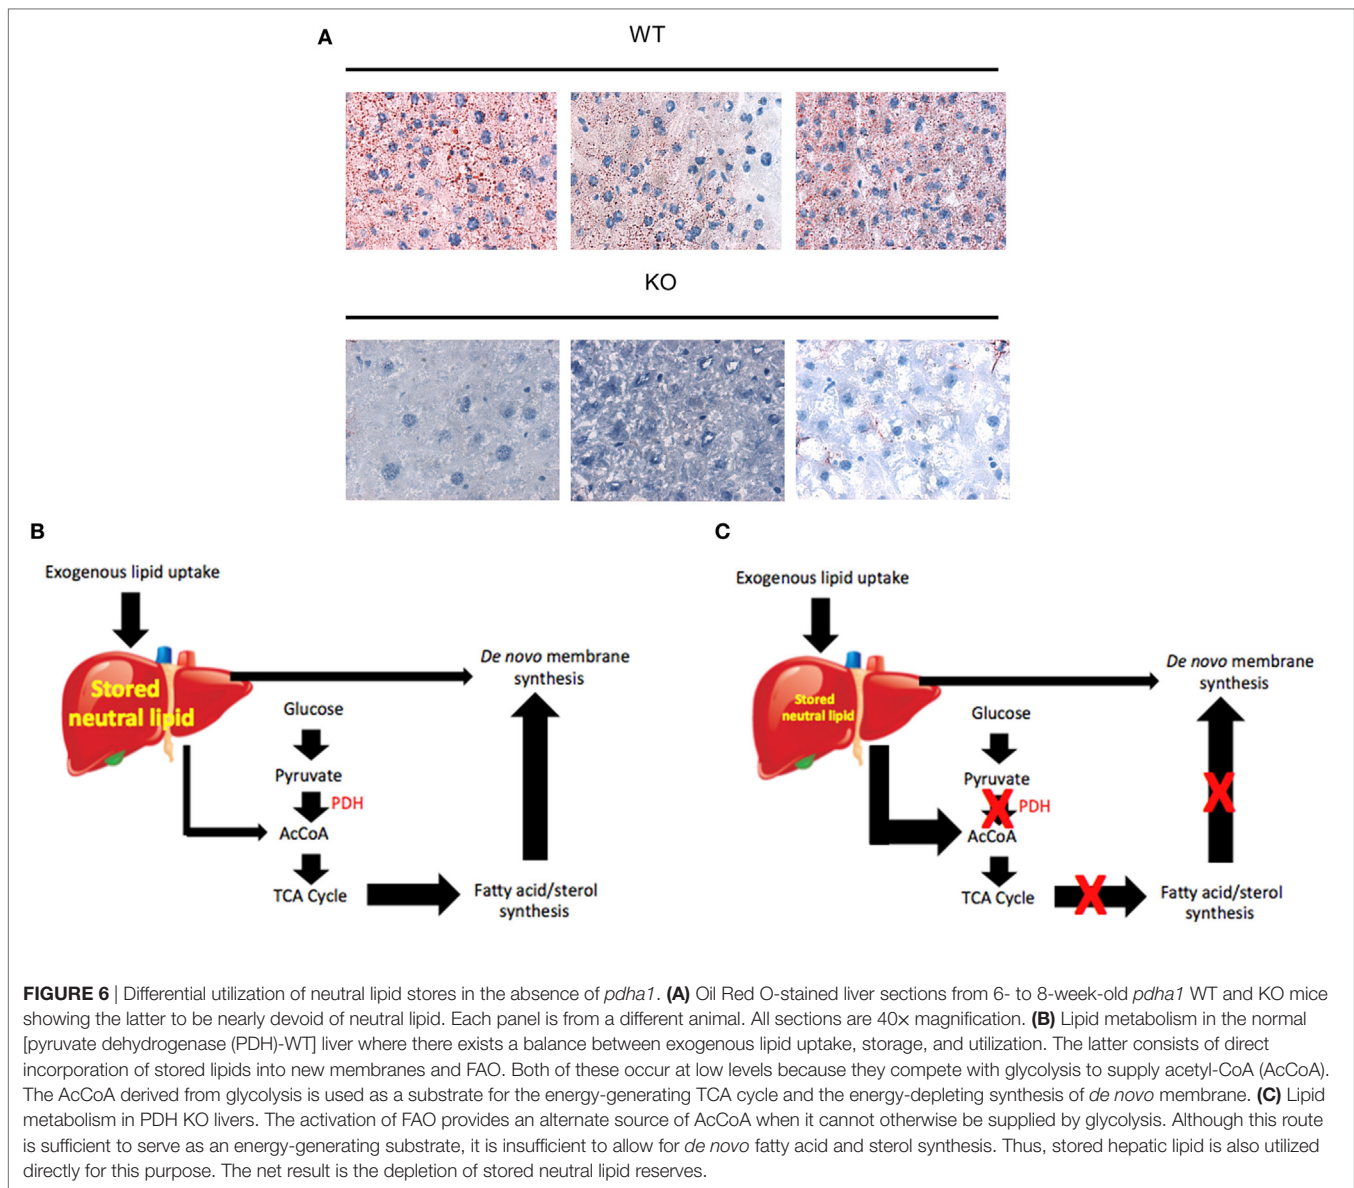 A
WT
KO
B
Exogenous lipid uptake
Stored
neutral lipid
De novo membrane
synthesis
Glucose
Pyruvate
PDH
AcCoA
TCA Cycle
Fatty acid/sterol
synthesis
C
Exogenous lipid uptake
Stored
neutral lipid
De novo membrane
synthesis
Glucose
Pyruvate
X PDH
AcCoA
TCA Cycle
X
X
Fatty acid/sterol
synthesis
FIGURE 6 | Differential utilization of neutral lipid stores in the absence of pdha1. (A) Oil Red O-stained liver sections from 6- to 8-week-old pdha1 WT and KO mice
showing the latter to be nearly devoid of neutral lipid. Each panel is from a different animal. All sections are 40× magnification. (B) Lipid metabolism in the normal
[pyruvate dehydrogenase (PDH)-WT] liver where there exists a balance between exogenous lipid uptake, storage, and utilization. The latter consists of direct
incorporation of stored lipids into new membranes and FAO. Both of these occur at low levels because they compete with glycolysis to supply acetyl-CoA (AcCoA).
The AcCoA derived from glycolysis is used as a substrate for the energy-generating TCA cycle and the energy-depleting synthesis of de novo membrane. (C) Lipid
metabolism in PDH KO livers. The activation of FAO provides an alternate source of AcCoA when it cannot otherwise be supplied by glycolysis. Although this route
is sufficient to serve as an energy-generating substrate, it is insufficient to allow for de novo fatty acid and sterol synthesis. Thus, stored hepatic lipid is also utilized
directly for this purpose. The net result is the depletion of stored neutral lipid reserves.